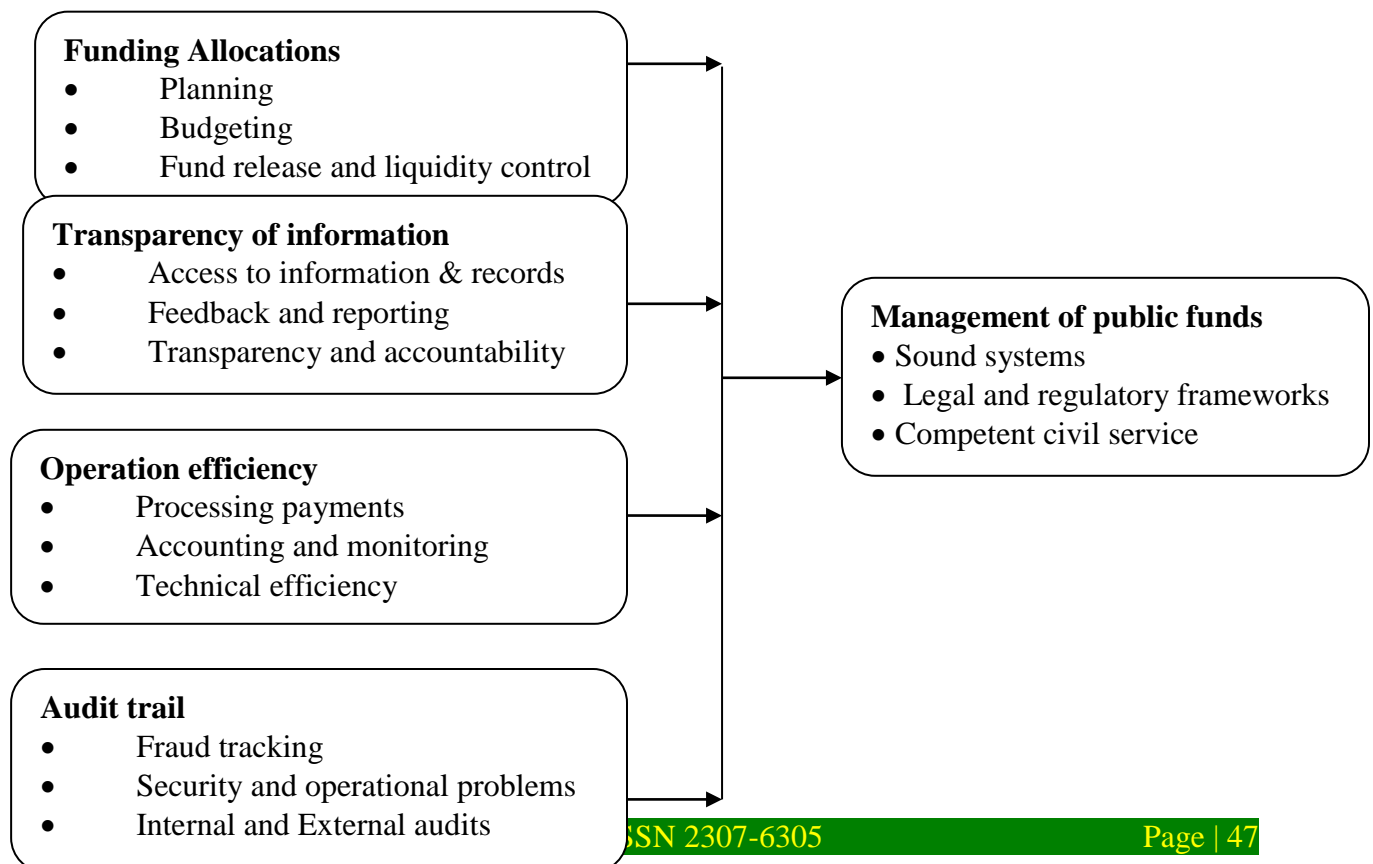 Funding Allocations
• Planning
• Budgeting
• Fund release and liquidity control
Transparency of information
• Access to information & records
• Feedback and reporting
• Transparency and accountability
Management of public funds
• Sound systems
• Legal and regulatory frameworks
• Competent civil service
Operation efficiency
• Processing payments
• Accounting and monitoring
• Technical efficiency
Audit trail
• Fraud tracking
• Security and operational problems
• Internal and External audits
SSN 2307-6305 Page | 47